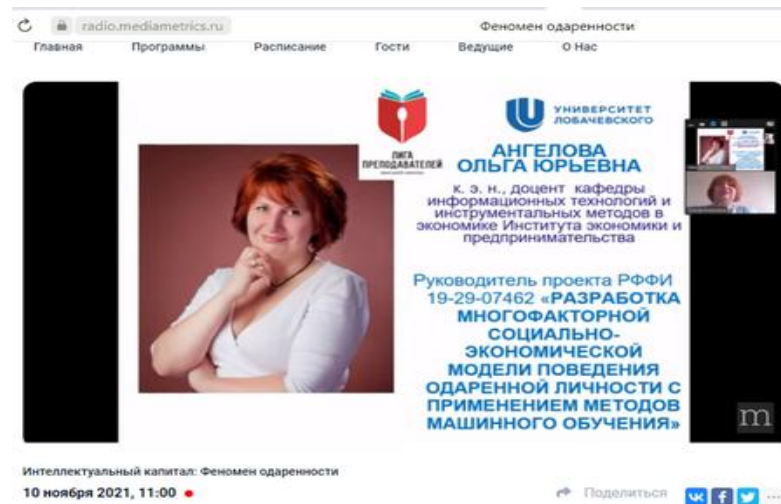 radio.mediametrics.ru
Феномен одаренности
Главная Программы Расписание Гости Ведущие О Нас
ЛИГА
ПРЕПОДАВАТЕЛЕЙ
УНИВЕРСИТЕТ
ЛОБАЧЕВСКОГО
АНГЕЛОВА
ОЛЬГА ЮРЬЕВНА
к. э. н., доцент кафедры
информационных технологий и
инструментальных методов в
экономике Института экономики и
предпринимательства
Руководитель проекта РФФИ
19-29-07462 «РАЗРАБОТКА
МНОГОФАКТОРНОЙ
СОЦИАЛЬНО-
ЭКОНОМИЧЕСКОЙ
МОДЕЛИ ПОВЕДЕНИЯ
ОДАРЕННОЙ ЛИЧНОСТИ С
ПРИМЕНЕНИЕМ МЕТОДОВ
МАШИННОГО ОБУЧЕНИЯ»
m
Интеллектуальный капитал: Феномен одаренности
10 ноября 2021, 11:00
Поделиться